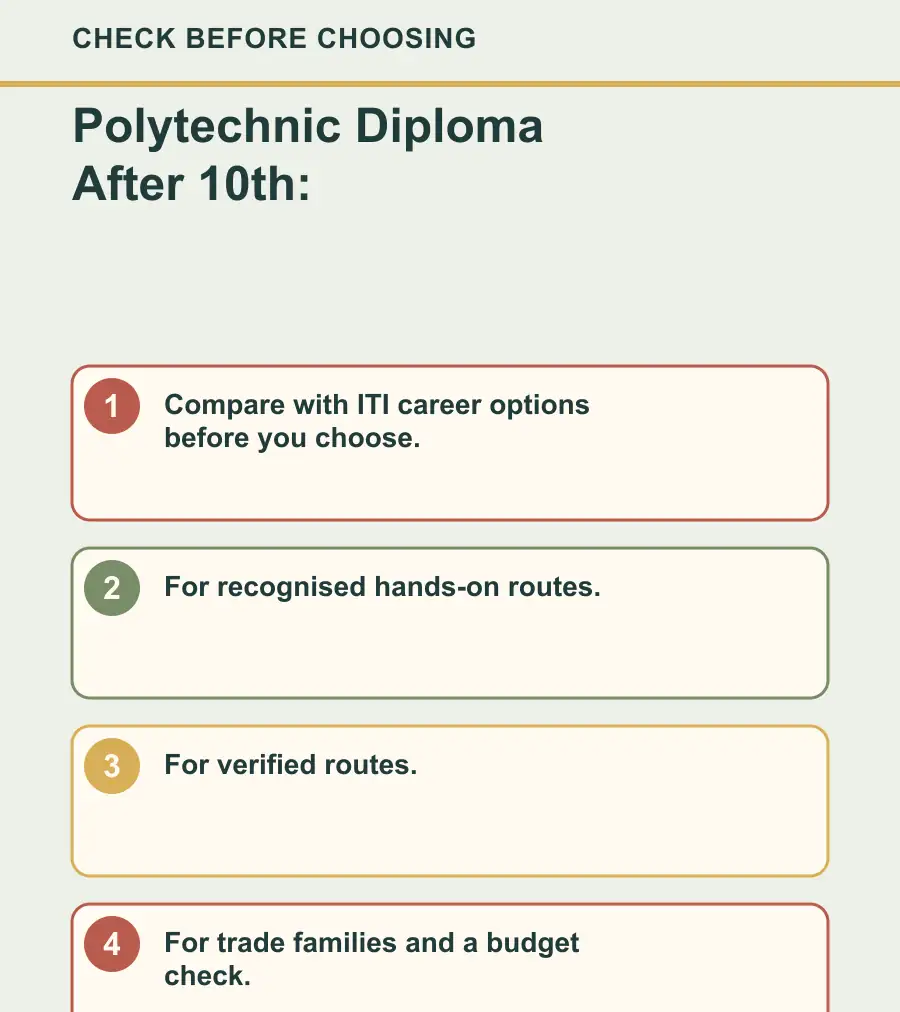 CHECK BEFORE CHOOSING
Polytechnic Diploma
After 10th:
1
Compare with ITI career options
before you choose.
2
For recognised hands-on routes.
3
For verified routes.
4
For trade families and a budget
check.